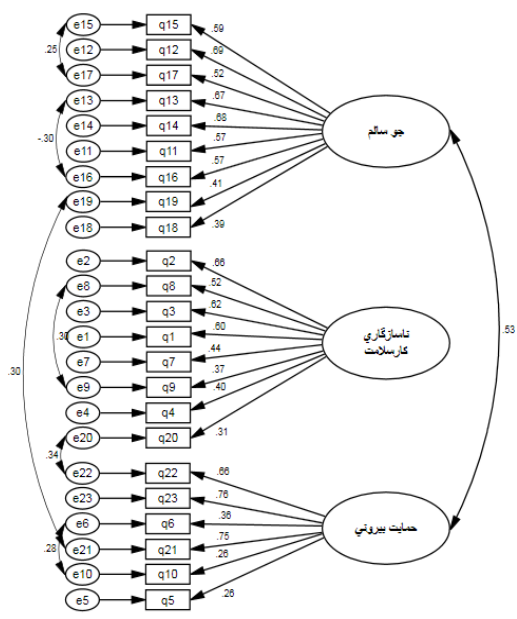 e15 q15 .59
e12 q12 .69
.25
e17 q17 .52
e13 q13 .67
e14 q14 .68
جو سالم
-.30
e11 q11 .57
e16 q16 .57
e19 q19 .41
e18 q18 .39
e2 q2 .66
e8 q8 .52
e3 q3 .62
.30
e1 q1 .60
ناسازگاري
كارسلامت
.53
e7 q7 .44
.30
e9 q9 .37
e4 q4 .40
e20 q20 .31
.34
e22 q22 .66
e23 q23 .76
e6 q6 .36
حمايت بيروني
e21 q21 .75
.28
e10 q10 .26
e5 q5 .26